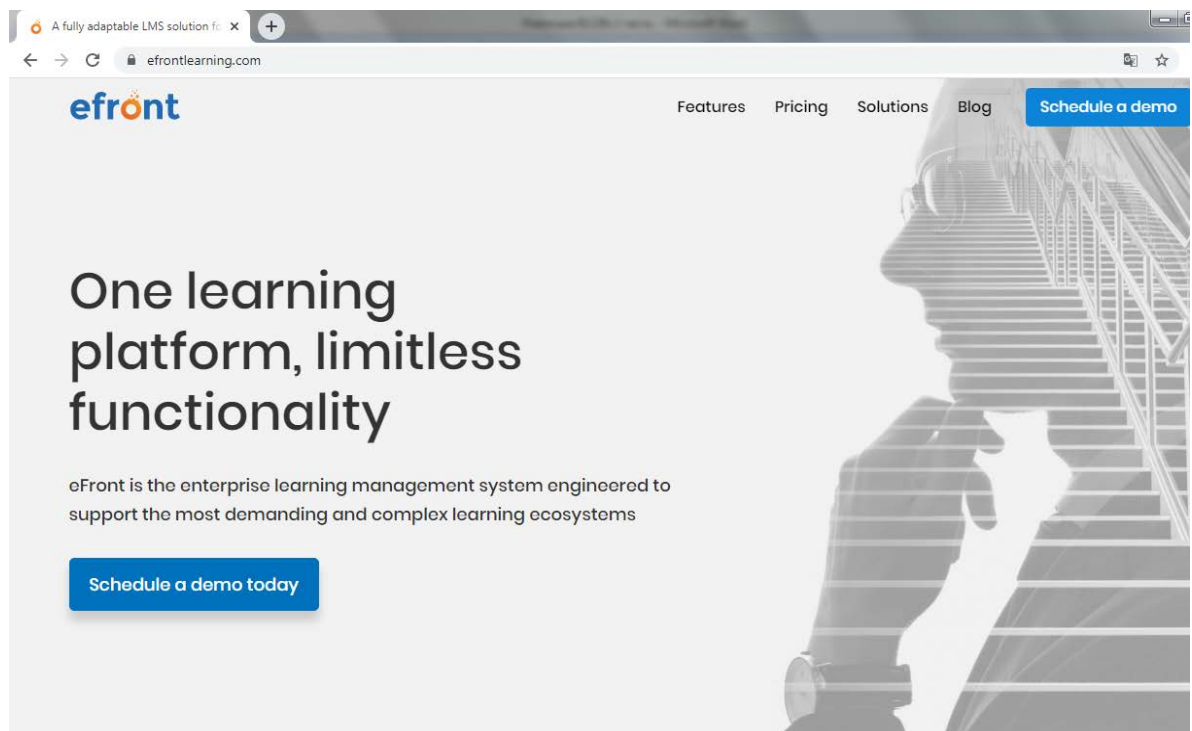 A fully adaptable LMS solution fo
efrontlearning.com
efront
Features Pricing Solutions Blog Schedule a demo
One learning
platform, limitless
functionality
eFront is the enterprise learning management system engineered to
support the most demanding and complex learning ecosystems
Schedule a demo today